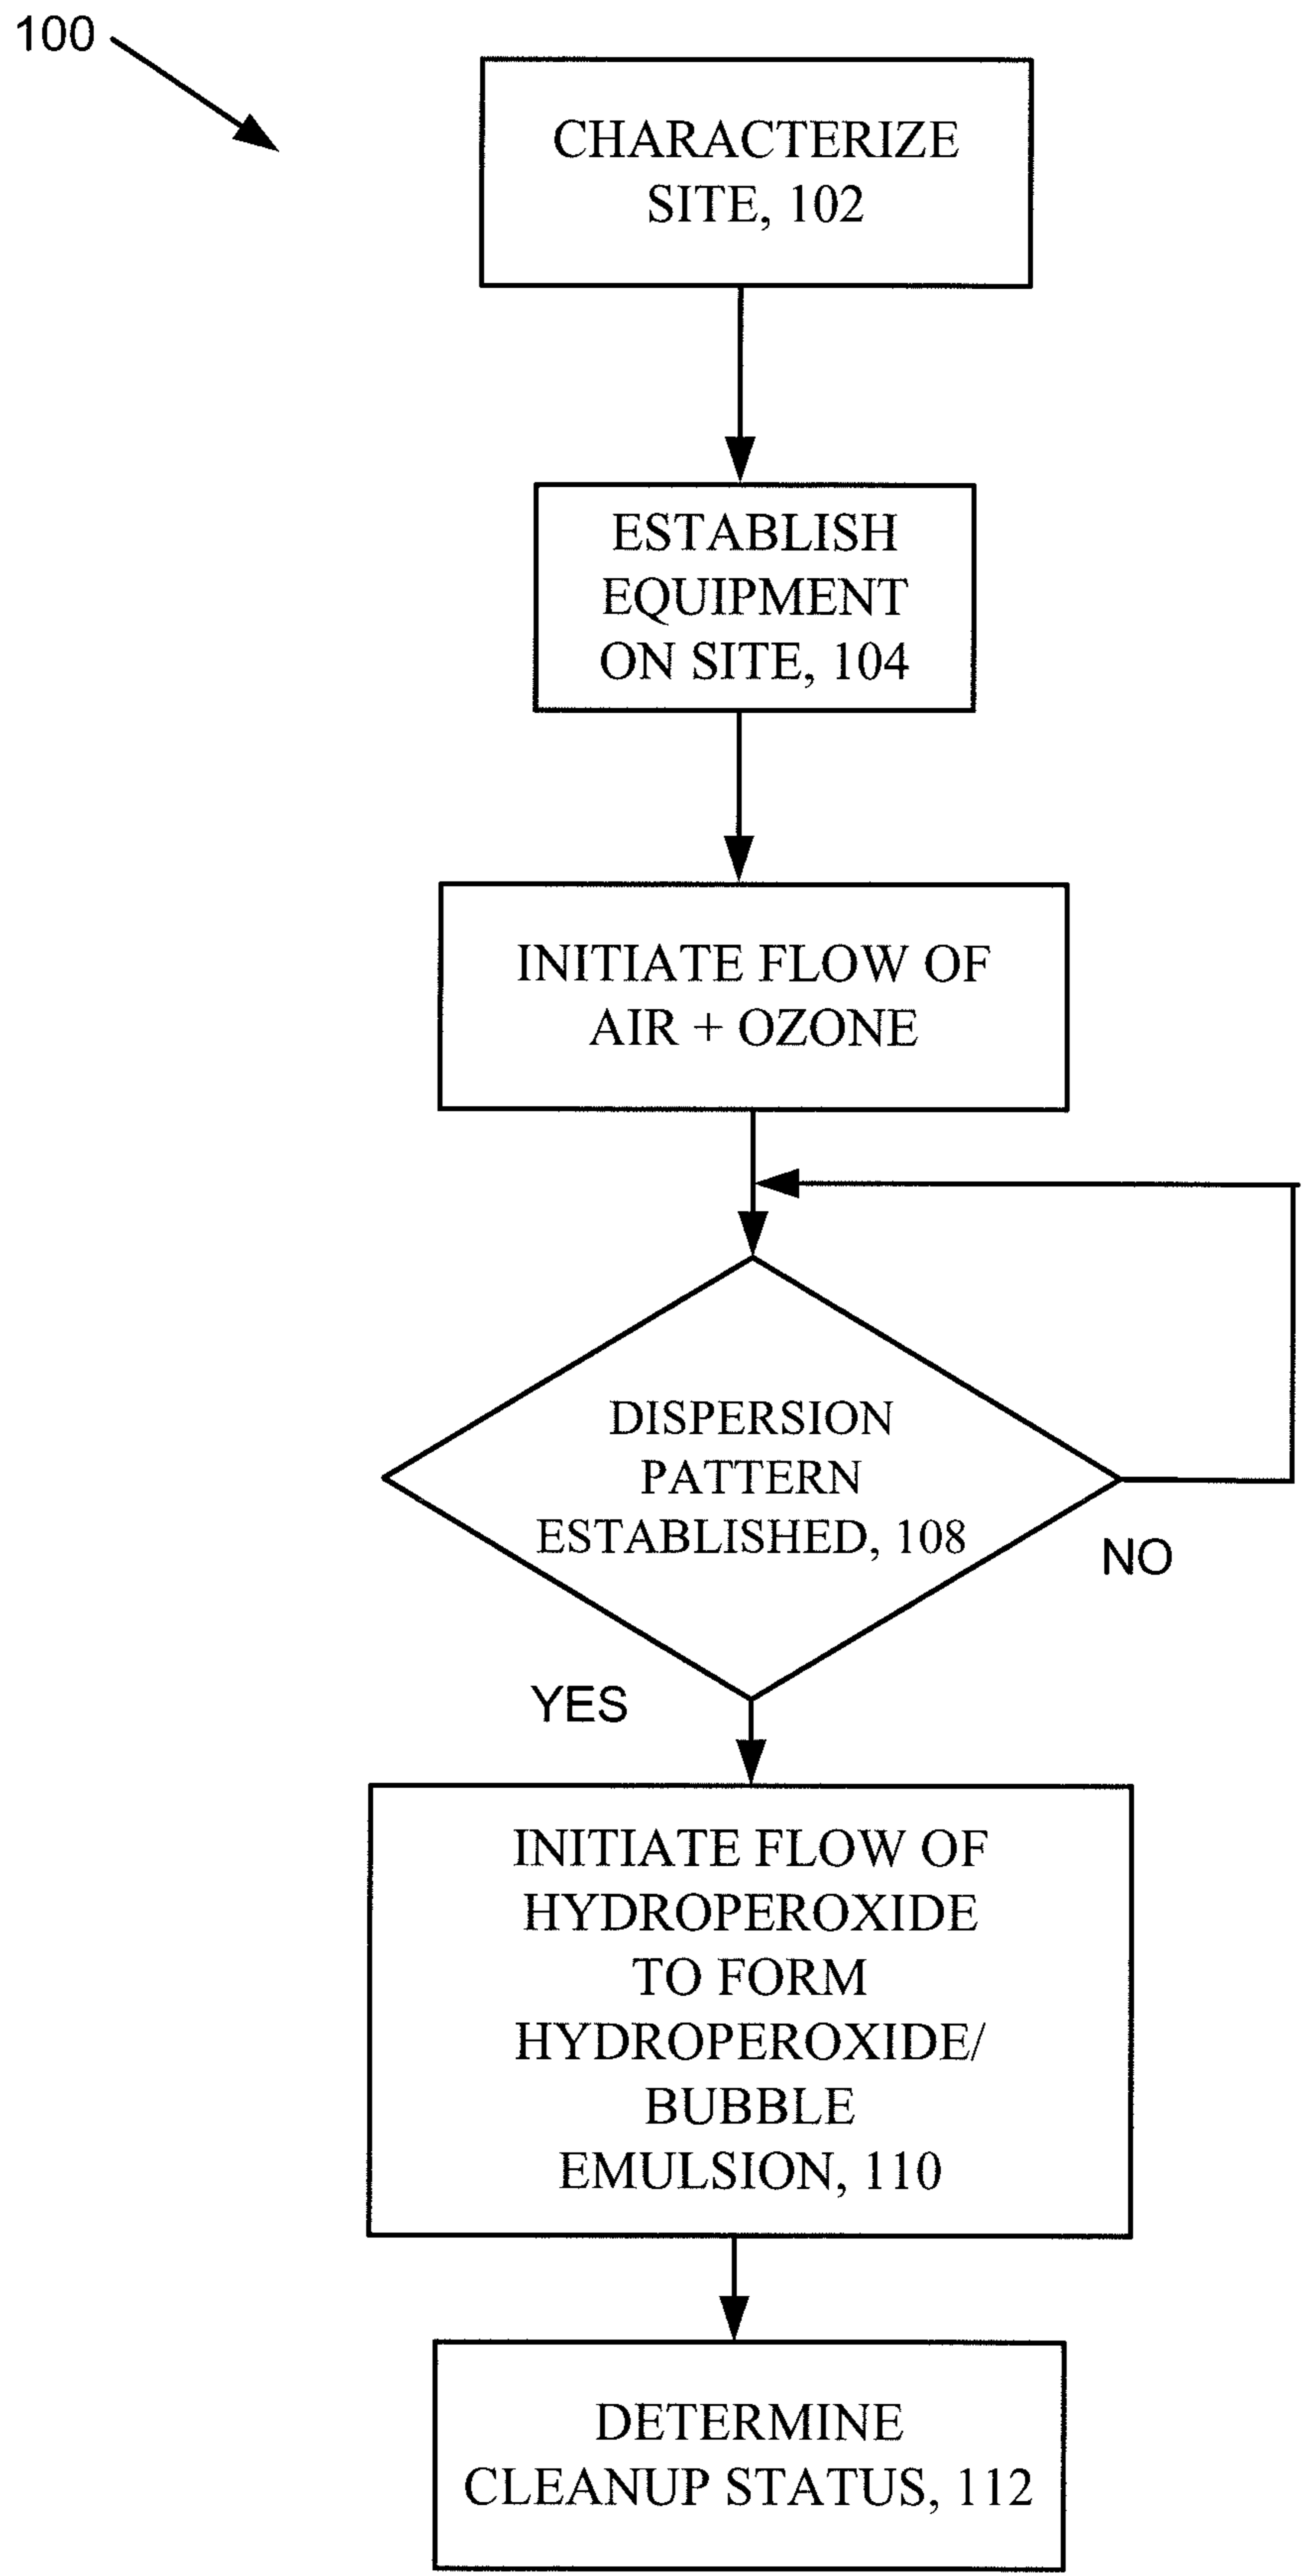 100
CHARACTERIZE
SITE, 102
ESTABLISH
EQUIPMENT
ON SITE, 104
INITIATE FLOW OF
AIR + OZONE
DISPERSION
PATTERN
ESTABLISHED, 108
NO
YES
INITIATE FLOW OF
HYDROPEROXIDE
TO FORM
HYDROPEROXIDE/
BUBBLE
EMULSION, 110
DETERMINE
CLEANUP STATUS, 112